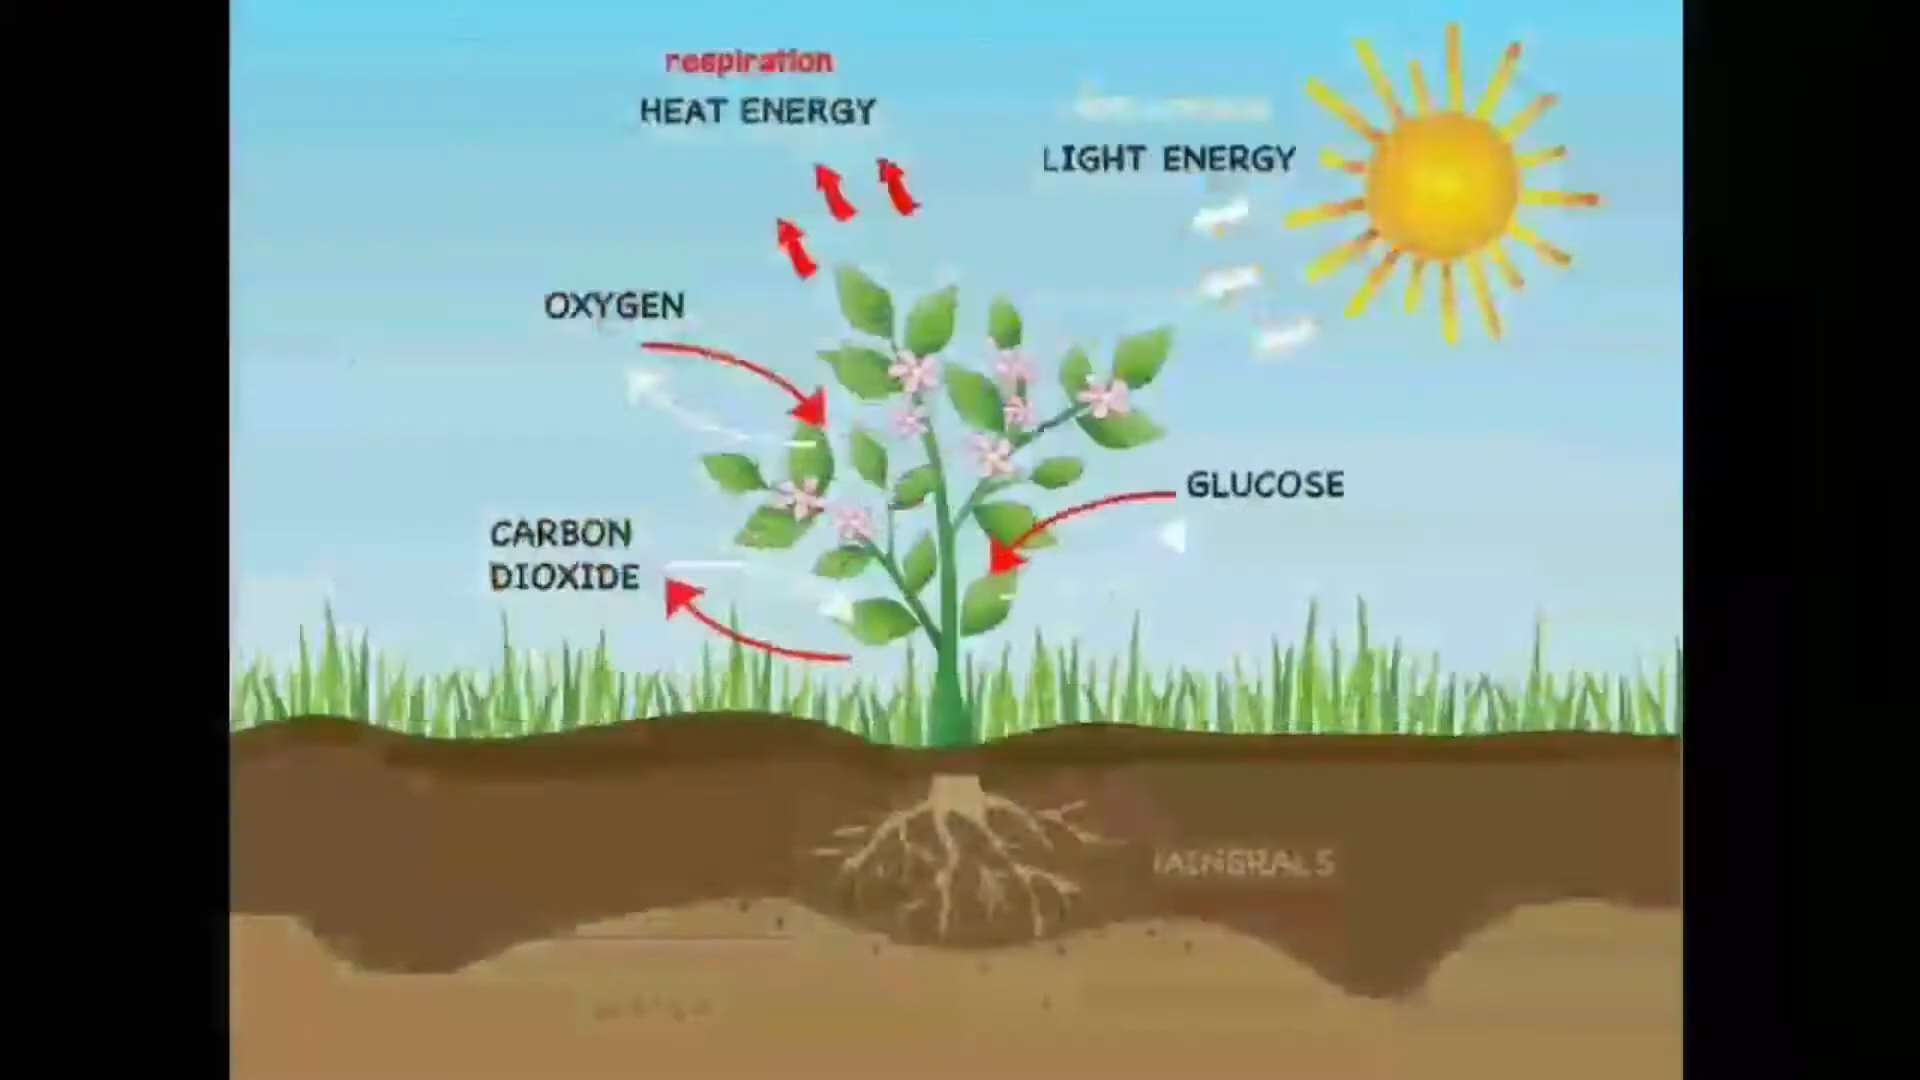 respiration
HEAT ENERGY
LIGHT ENERGY
OXYGEN
GLUCOSE
CARBON
DIOXIDE